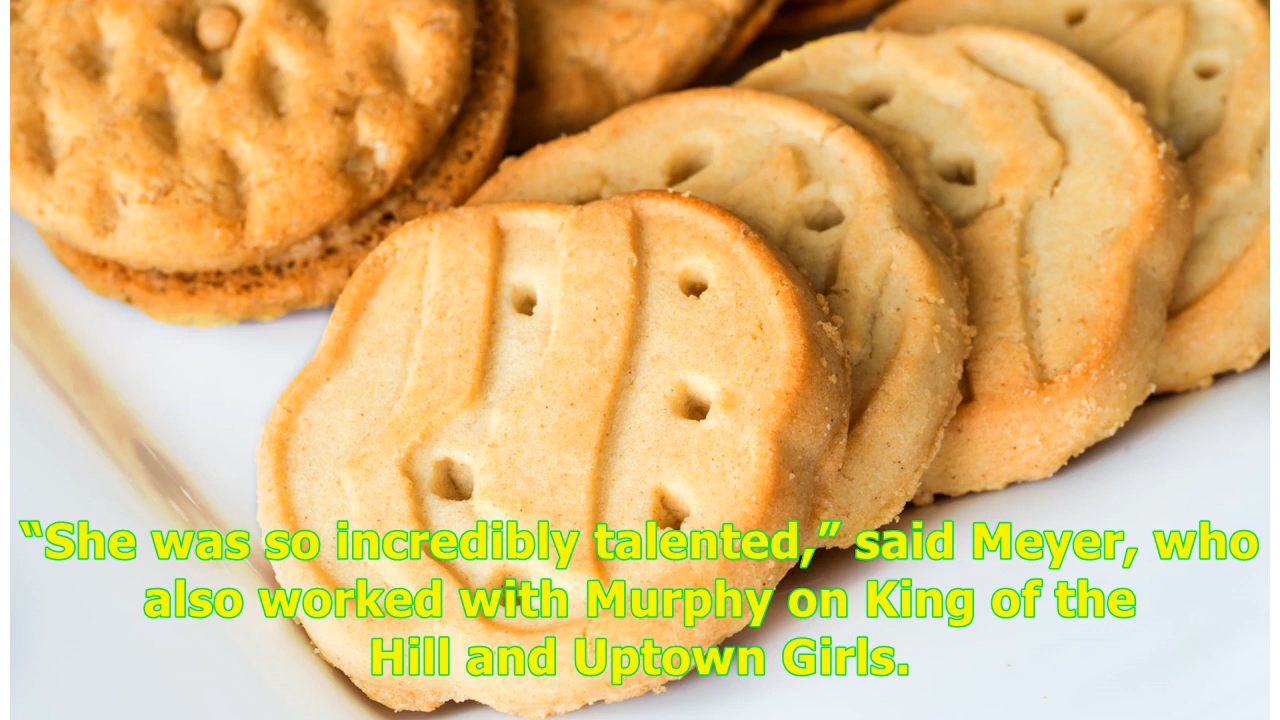 “She was so incredibly talented,” said Meyer, who
also worked with Murphy on King of the
Hill and Uptown Girls.